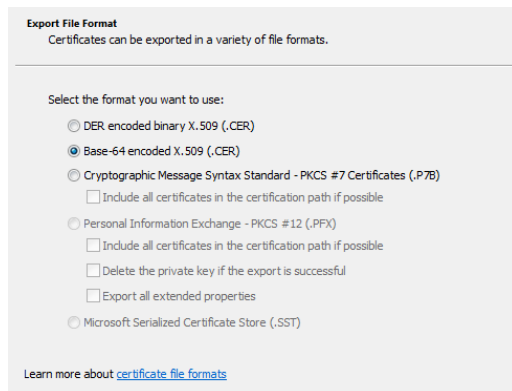 Export File Format
Certificates can be exported in a variety of file formats.
Select the format you want to use:
DER encoded binary X.509 (.CER)
Base-64 encoded X.509 (.CER)
Cryptographic Message Syntax Standard - PKCS #7 Certificates (.P7B)
Include all certificates in the certification path if possible
Personal Information Exchange - PKCS #12 (.PFX)
Include all certificates in the certification path if possible
Delete the private key if the export is successful
Export all extended properties
Microsoft Serialized Certificate Store (.SST)
Learn more about certificate file formats